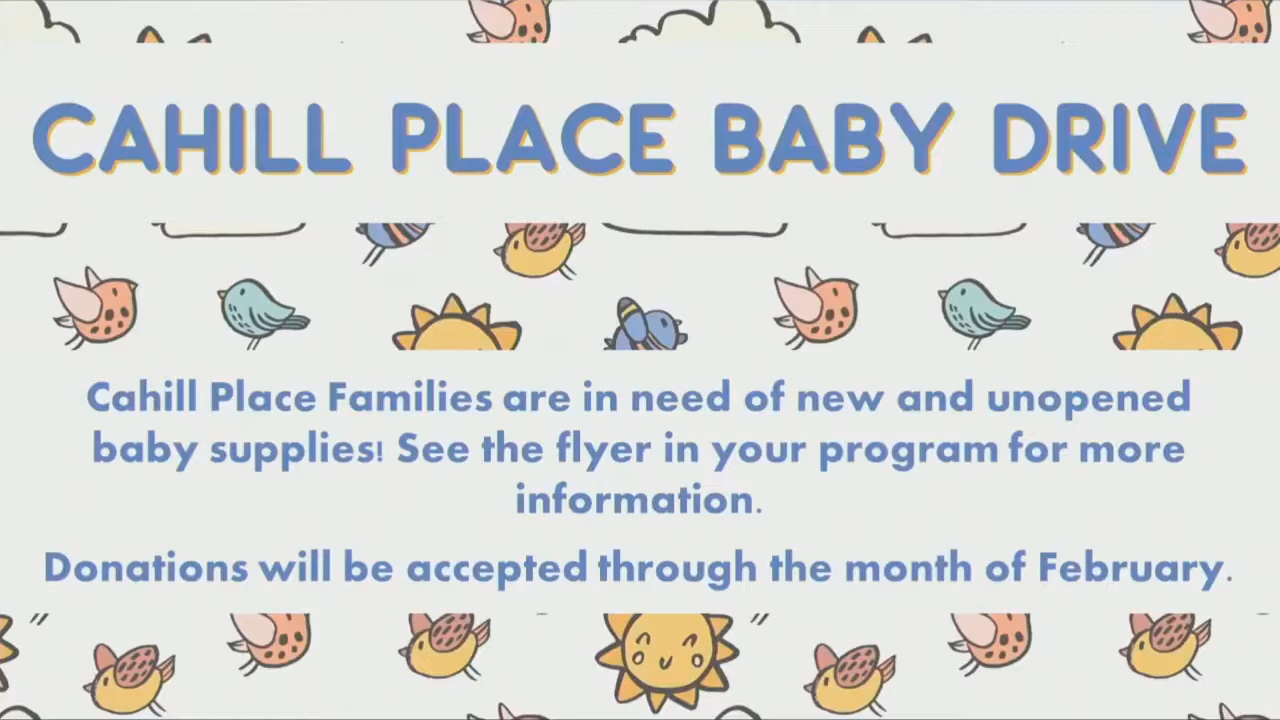 CAHILL PLACE BABY DRIVE
Cahill Place Families are in need of new and unopened
baby supplies! See the flyer in your program for more
information.
Donations will be accepted through the month of February.